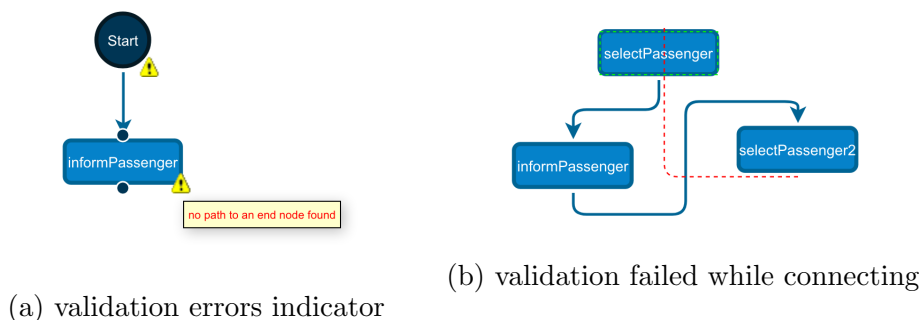 Start
informPassenger
no path to an end node found
(a) validation errors indicator
selectPassenger
informPassenger
selectPassenger2
(b) validation failed while connecting